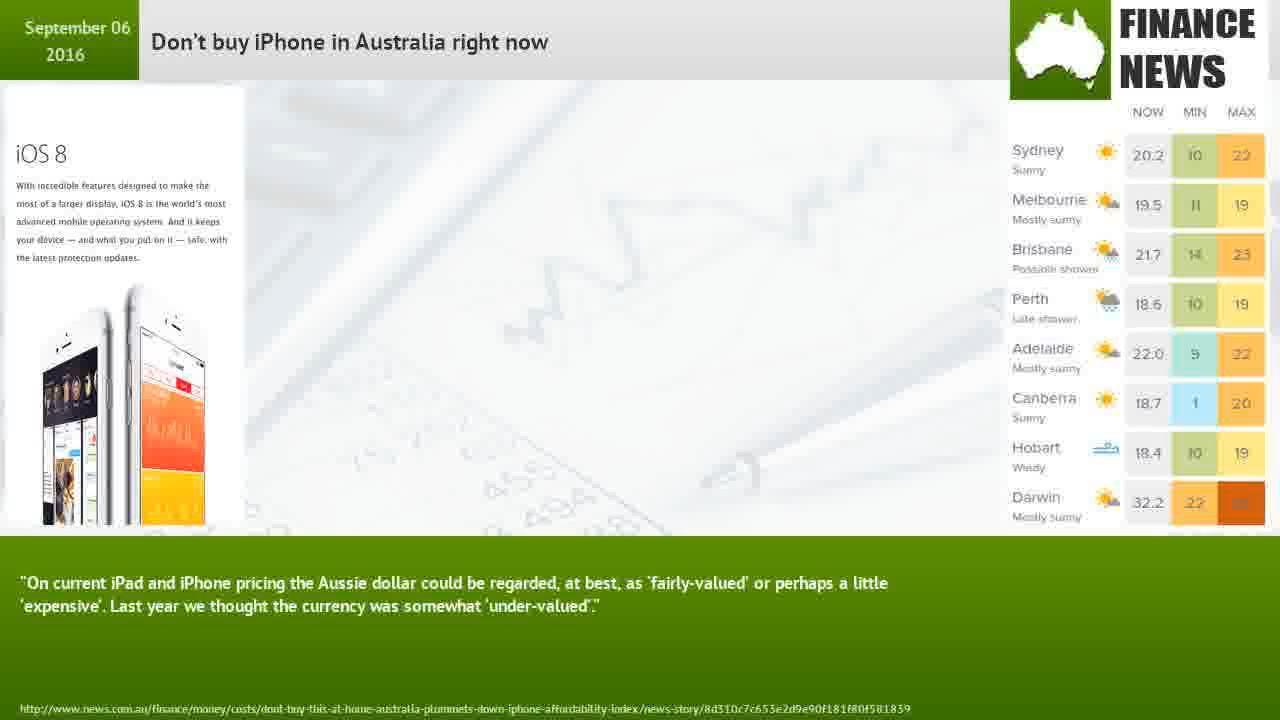 September 06
2016
Don't buy iPhone in Australia right now
FINANCE
NEWS
iOS 8
With incredible features designed to make the
most of a larger display, iOS 8 is the world's most
advanced mobile operating system. And it keeps
your device — and what you put on it — safe, with
the latest protection updates.
NOW MIN MAX
Sydney 20.2 10 22
Sunny
Melbourne 19.5 11 19
Mostly sunny
Brisbane 21.7 14 23
Possible shower
Perth 18.6 10 19
Late shower
Adelaide 22.0 9 22
Mostly sunny
Canberra 18.7 1 20
Sunny
Hobart 18.4 10 19
Windy
Darwin 32.2 22
Mostly sunny
"On current iPad and iPhone pricing the Aussie dollar could be regarded, at best, as 'fairly-valued' or perhaps a little
'expensive'. Last year we thought the currency was somewhat 'under-valued'."
http://www.news.com.au/finance/money/costs/dont-buy-this-at-home-australia-plummets-down-iphone-affordability-index/news-story/8d310c7c653e2d9e90f181f80f581839